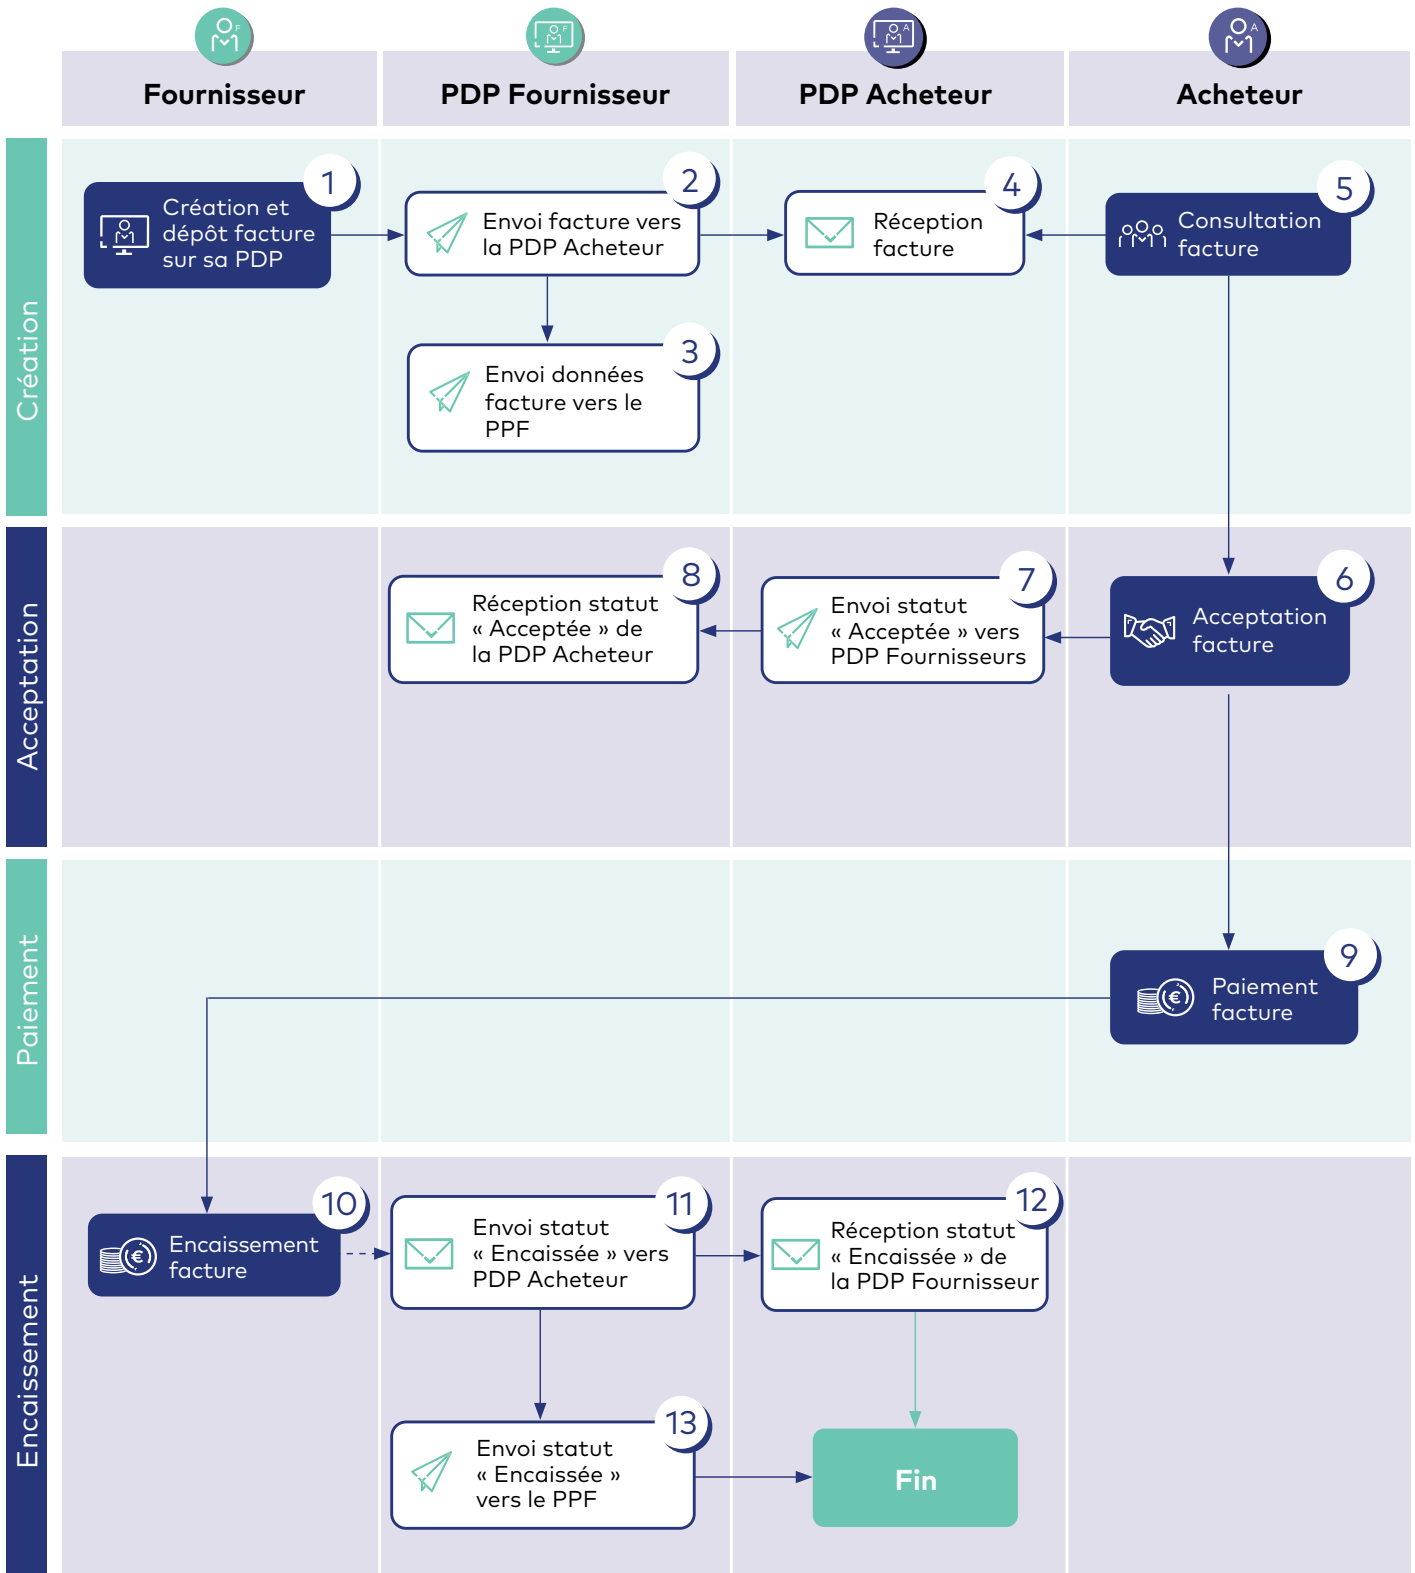 F
F
A
A
Fournisseur
PDP Fournisseur
PDP Acheteur
Acheteur
Création
1
Création et
dépôt facture
sur sa PDP
2
Envoi facture vers
la PDP Acheteur
3
Envoi données
facture vers le
PPF
4
Réception
facture
5
Consultation
facture
Acceptation
8
Réception statut
« Acceptée » de
la PDP Acheteur
7
Envoi statut
« Acceptée » vers
PDP Fournisseurs
6
Acceptation
facture
Paiement
9
€
Paiement
facture
Encaissement
10
€
Encaissement
facture
11
Envoi statut
« Encaissée » vers
PDP Acheteur
12
Réception statut
« Encaissée » de
la PDP Fournisseur
13
Envoi statut
« Encaissée »
vers le PPF
Fin